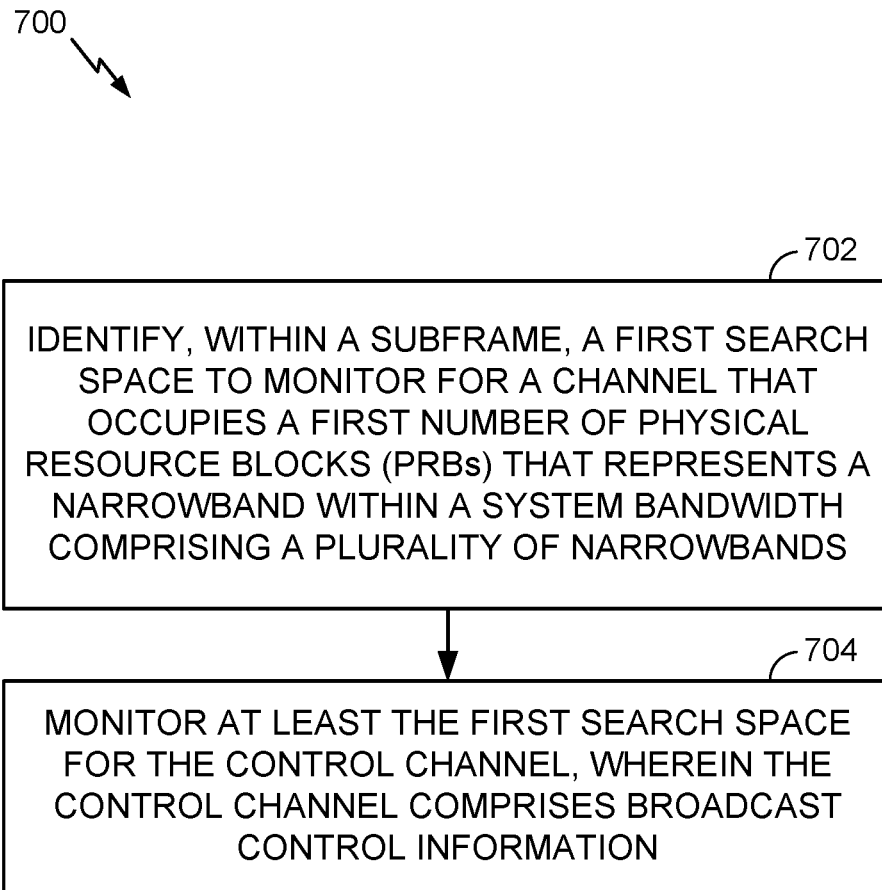 700
702
IDENTIFY, WITHIN A SUBFRAME, A FIRST SEARCH
SPACE TO MONITOR FOR A CHANNEL THAT
OCCUPIES A FIRST NUMBER OF PHYSICAL
RESOURCE BLOCKS (PRBs) THAT REPRESENTS A
NARROWBAND WITHIN A SYSTEM BANDWIDTH
COMPRISING A PLURALITY OF NARROWBANDS
704
MONITOR AT LEAST THE FIRST SEARCH SPACE
FOR THE CONTROL CHANNEL, WHEREIN THE
CONTROL CHANNEL COMPRISES BROADCAST
CONTROL INFORMATION